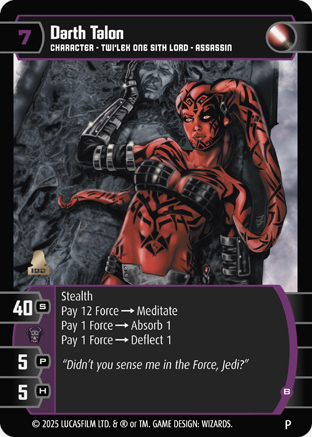 7 Darth Talon
CHARACTER - TWI'LEK ONE SITH LORD - ASSASSIN
40 S
Stealth
Pay 12 Force → Meditate
Pay 1 Force → Absorb 1
5 P
Pay 1 Force → Deflect 1
"Didn't you sense me in the Force, Jedi?"
5 H
B
© 2025 LUCASFILM LTD. & ® or TM. GAME DESIGN: WIZARDS.
P